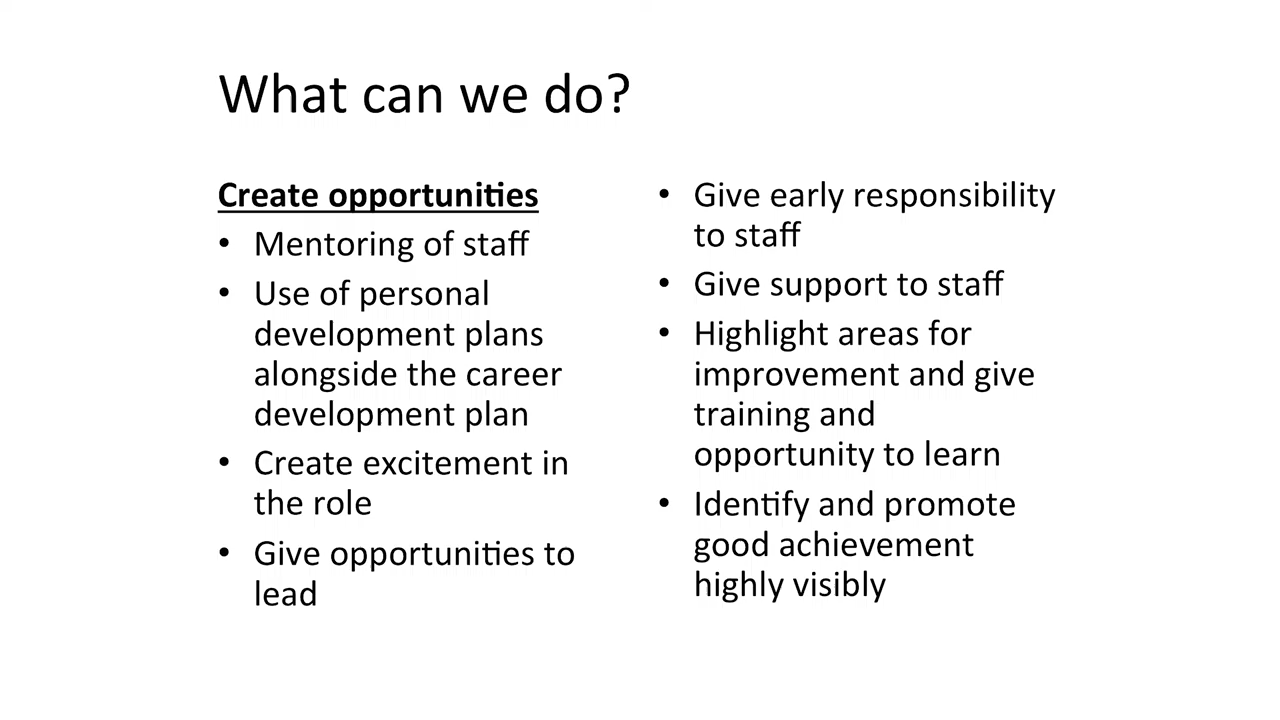 What can we do?
Create opportunities
• Mentoring of staff
• Use of personal
development plans
alongside the career
development plan
• Create excitement in
the role
• Give opportunities to
lead
• Give early responsibility
to staff
• Give support to staff
• Highlight areas for
improvement and give
training and
opportunity to learn
• Identify and promote
good achievement
highly visibly